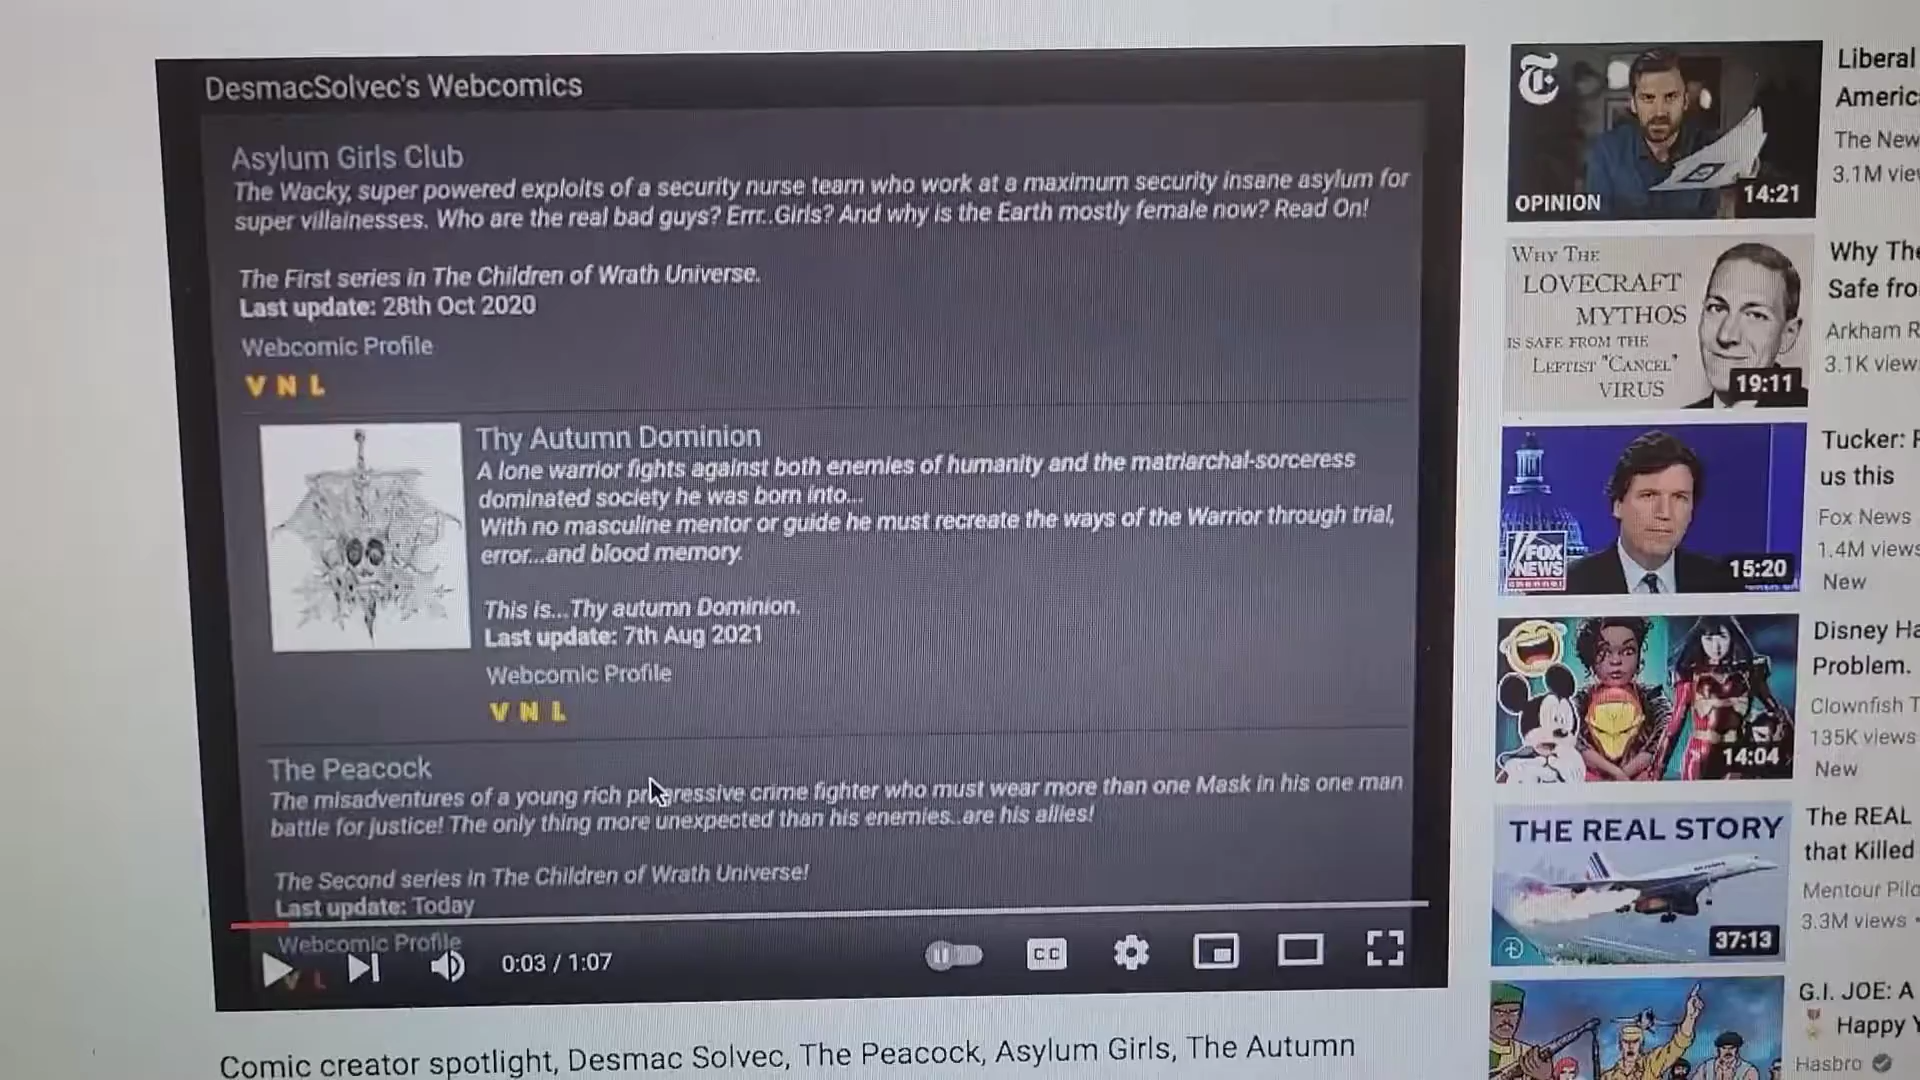 DesmacSolvec's Webcomics
Asylum Girls Club
The Wacky, super powered exploits of a security nurse team who work at a maximum security insane asylum for
super villainesses. Who are the real bad guys? Errr..Girls? And why is the Earth mostly female now? Read On!
The First series in The Children of Wrath Universe.
Last update: 28th Oct 2020
Webcomic Profile
V N L
Thy Autumn Dominion
A lone warrior fights against both enemies of humanity and the matriarchal-sorceress
dominated society he was born into...
With no masculine mentor or guide he must recreate the ways of the Warrior through trial,
error...and blood memory.
This is...Thy autumn Dominion.
Last update: 7th Aug 2021
Webcomic Profile
V N L
The Peacock
The misadventures of a young rich progressive crime fighter who must wear more than one Mask in his one man
battle for justice! The only thing more unexpected than his enemies..are his allies!
The Second series in The Children of Wrath Universe!
Last update: Today
Webcomic Profile
V L
0:03 / 1:07
CC
Comic creator spotlight, Desmac Solvec, The Peacock, Asylum Girls, The Autumn
OPINION
14:21
Liberal
Americ
The New
3.1M vie
WHY THE
LOVECRAFT
MYTHOS
IS SAFE FROM THE
LEFTIST "CANCEL"
VIRUS
19:11
Why The
Safe fro
Arkham R
3.1K view
FOX
NEWS
channel
15:20
Tucker: F
us this
Fox News
1.4M views
New
14:04
Disney Ha
Problem.
Clownfish T
135K views
New
THE REAL STORY
37:13
The REAL
that Killed
Mentour Pilo
3.3M views
G.I. JOE: A
Happy Y
Hasbro